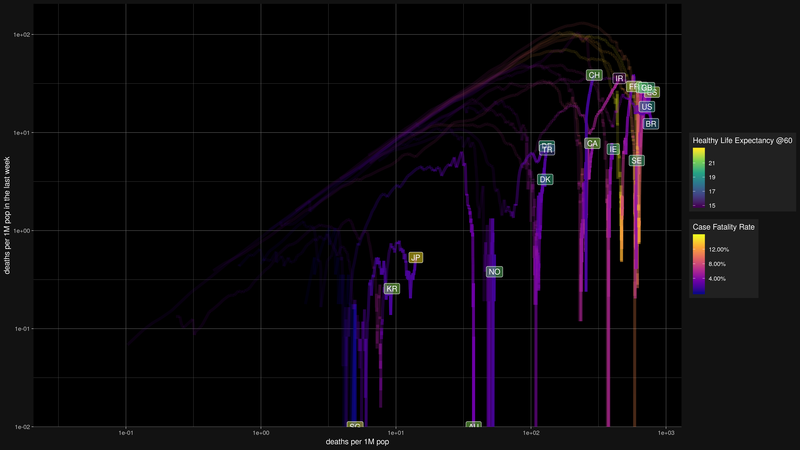 1e+02
1e+01
1e+00
1e-01
1e-02
deaths per 1M pop in the last week
1e-01
1e+00
1e+01
1e+02
1e+03
deaths per 1M pop
CH
IR
GB
US
BR
CA
IE
SE
TR
DK
JP
NO
KR
Healthy Life Expectancy @60
21
19
17
15
Case Fatality Rate
12.00%
8.00%
4.00%